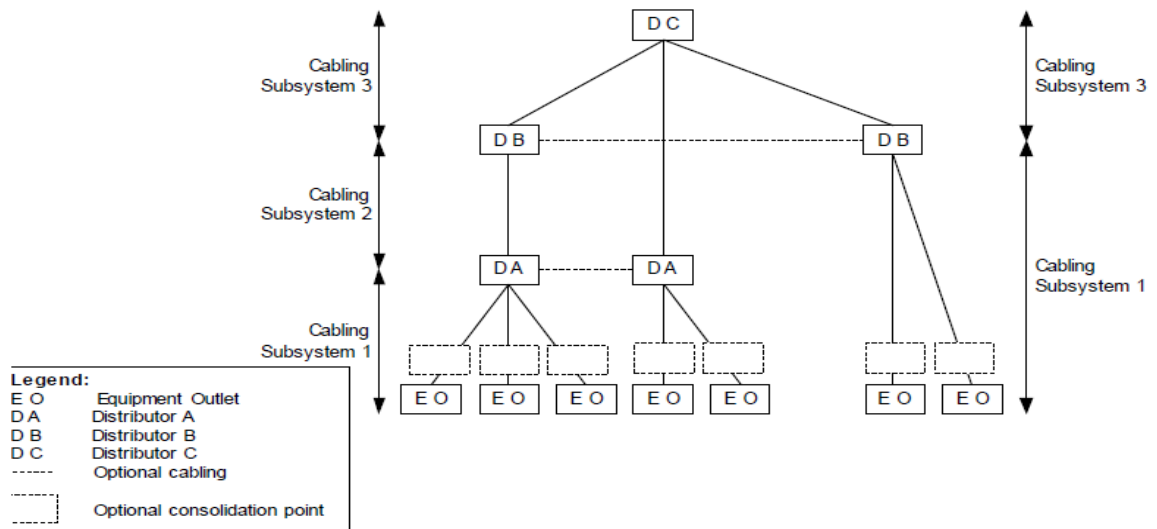 D C
Cabling
Subsystem 3
Cabling
Subsystem 3
D B
D B
Cabling
Subsystem 2
D A
D A
Cabling
Subsystem 1
Cabling
Subsystem 1
E O
E O
E O
E O
E O
E O
E O
Legend:
E O Equipment Outlet
D A Distributor A
D B Distributor B
D C Distributor C
Optional cabling
Optional consolidation point